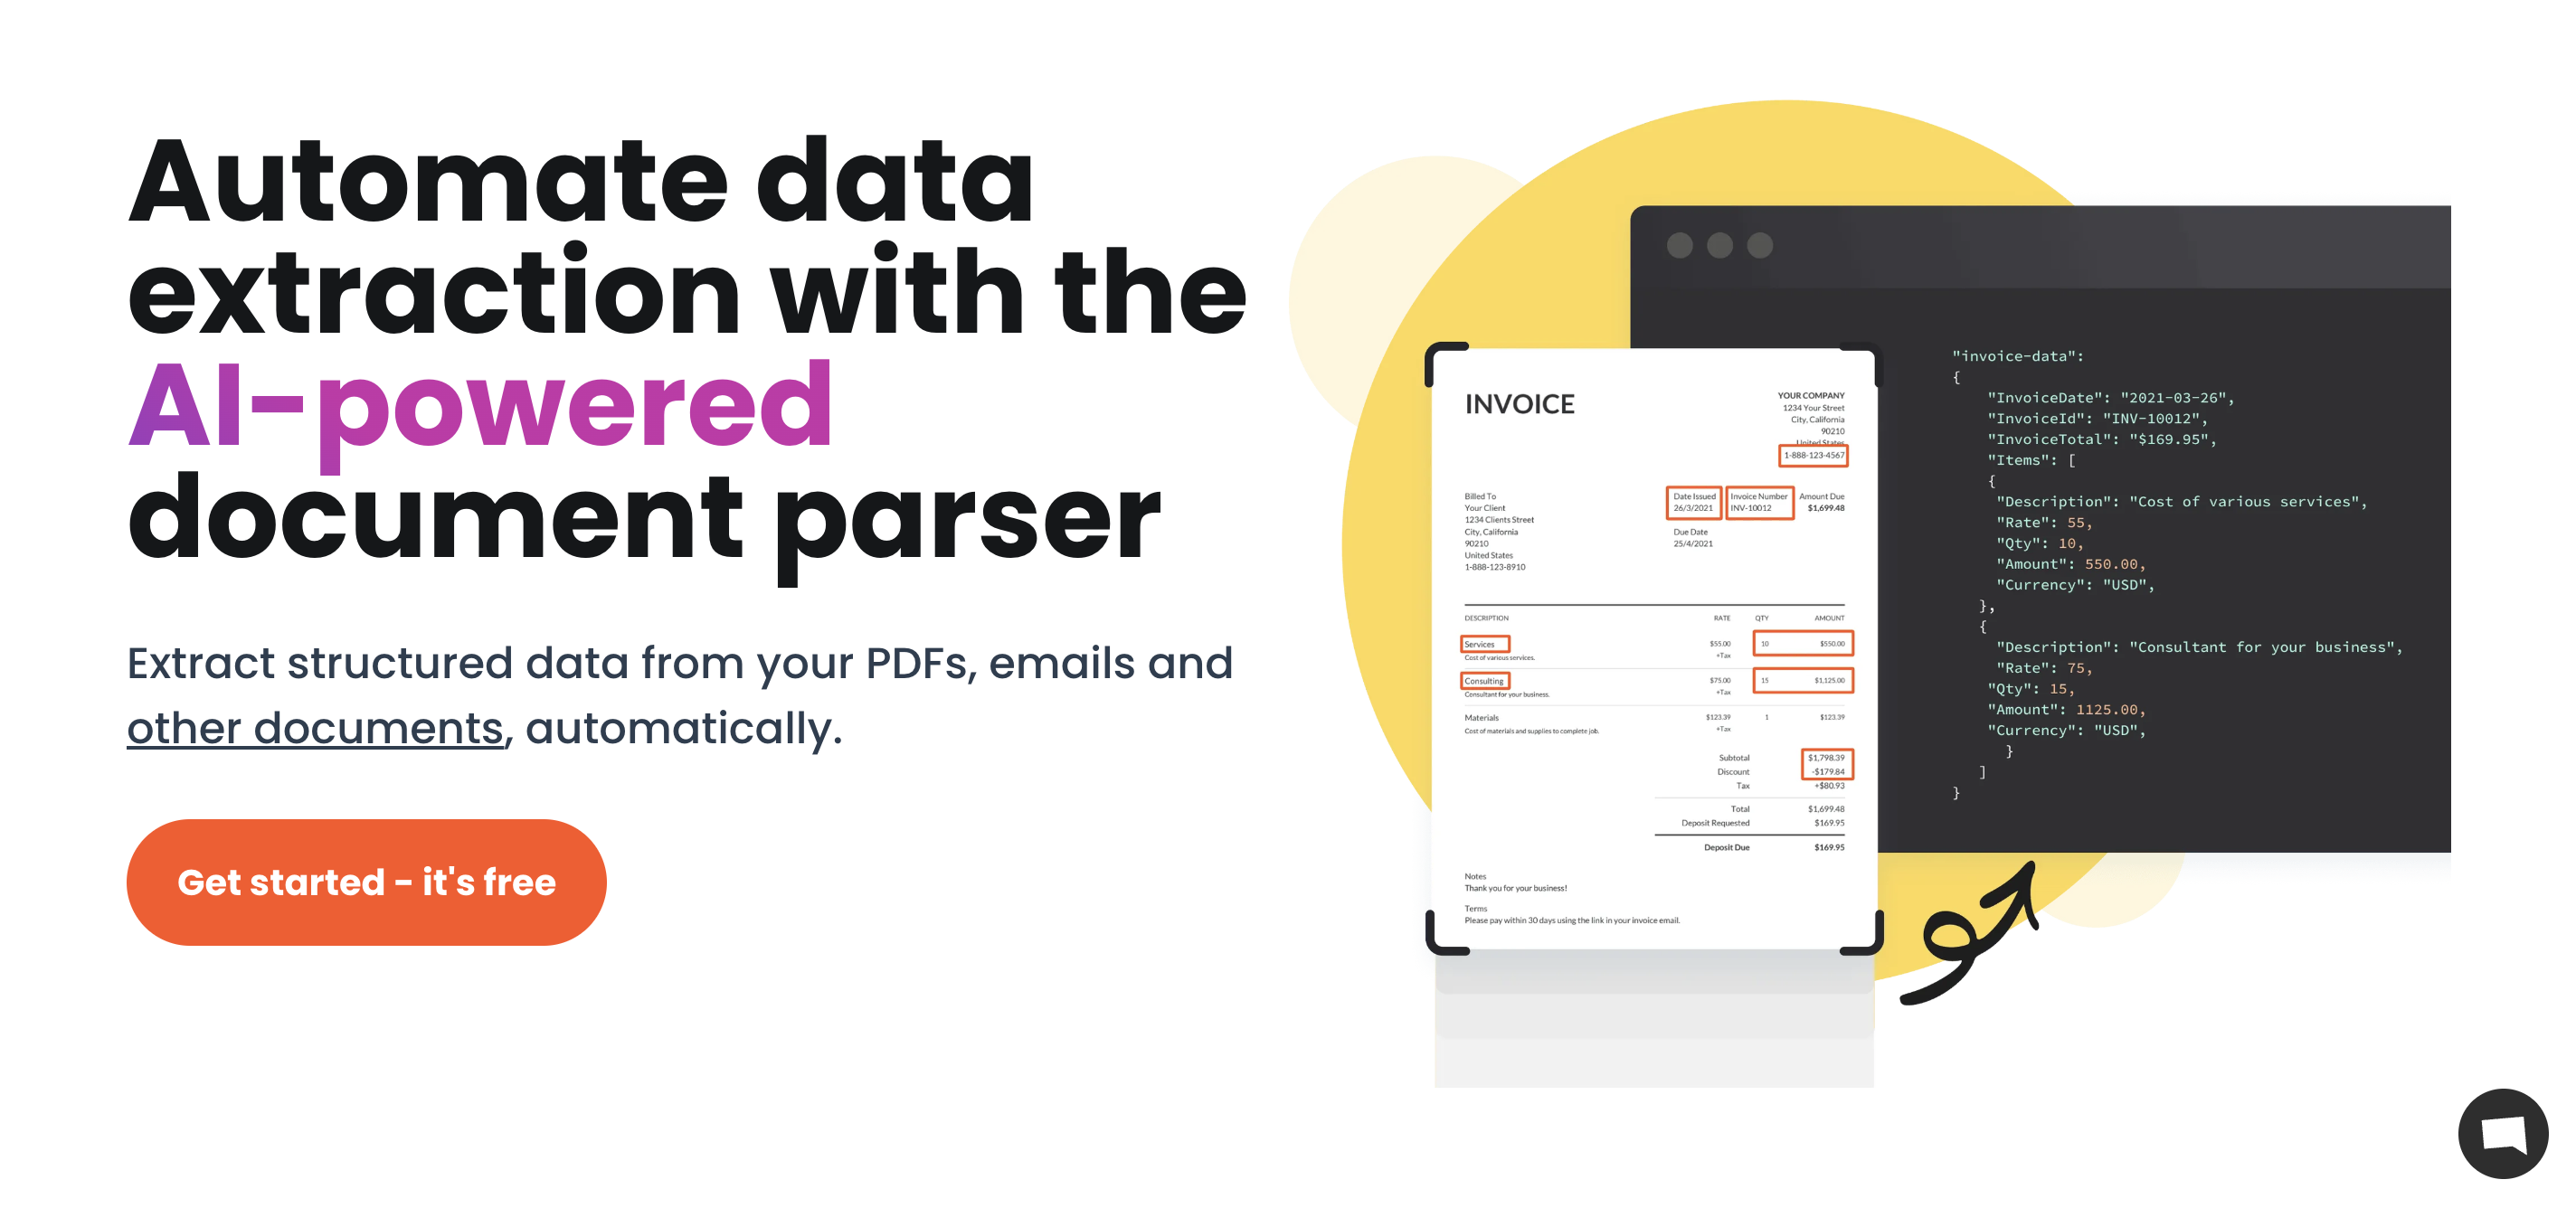 Automate data
extraction with the
AI-powered
document parser
Extract structured data from your PDFs, emails and
other documents, automatically.
Get started - it's free
INVOICE
YOUR COMPANY
1234 Your Street
City, California
90210
United States
1-888-123-4567
Billed To
Your Client
1234 Clients Street
City, California
90210
United States
1-888-123-8910
Date Issued
26/3/2021
Invoice Number
INV-10012
Amount Due
$1,699.48
Due Date
25/4/2021
DESCRIPTION RATE QTY AMOUNT
Services $55.00 10 $550.00
Cost of various services. +Tax
Consulting $75.00 15 $1,125.00
Consultant for your business. +Tax
Materials $123.39 1 $123.39
Cost of materials and supplies to complete job. +Tax
Subtotal $1,798.39
Discount -$179.84
Tax +$80.93
Total $1,699.48
Deposit Requested $169.95
Deposit Due $169.95
Notes
Thank you for your business!
Terms
Please pay within 30 days using the link in your invoice email.
"invoice-data":
{
"InvoiceDate": "2021-03-26",
"InvoiceId": "INV-10012",
"InvoiceTotal": "$169.95",
"Items": [
{
"Description": "Cost of various services",
"Rate": 55,
"Qty": 10,
"Amount": 550.00,
"Currency": "USD",
},
{
"Description": "Consultant for your business",
"Rate": 75,
"Qty": 15,
"Amount": 1125.00,
"Currency": "USD",
}
]
}